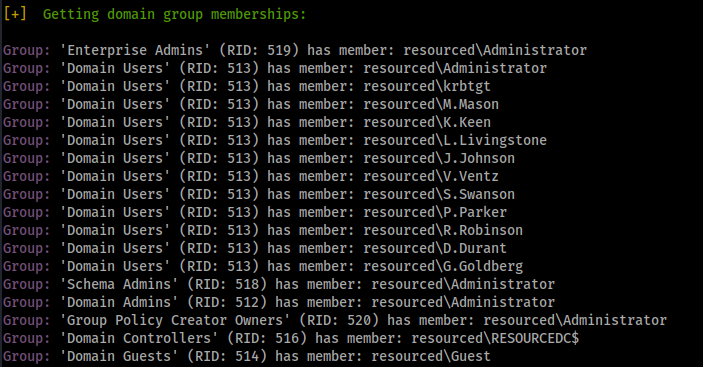 [+]  Getting domain group memberships:
Group: 'Enterprise Admins' (RID: 519) has member: resourced\Administrator
Group: 'Domain Users' (RID: 513) has member: resourced\Administrator
Group: 'Domain Users' (RID: 513) has member: resourced\krbtgt
Group: 'Domain Users' (RID: 513) has member: resourced\M.Mason
Group: 'Domain Users' (RID: 513) has member: resourced\K.Keen
Group: 'Domain Users' (RID: 513) has member: resourced\L.Livingstone
Group: 'Domain Users' (RID: 513) has member: resourced\J.Johnson
Group: 'Domain Users' (RID: 513) has member: resourced\V.Ventz
Group: 'Domain Users' (RID: 513) has member: resourced\S.Swanson
Group: 'Domain Users' (RID: 513) has member: resourced\P.Parker
Group: 'Domain Users' (RID: 513) has member: resourced\R.Robinson
Group: 'Domain Users' (RID: 513) has member: resourced\D.Durant
Group: 'Domain Users' (RID: 513) has member: resourced\G.Goldberg
Group: 'Schema Admins' (RID: 518) has member: resourced\Administrator
Group: 'Domain Admins' (RID: 512) has member: resourced\Administrator
Group: 'Group Policy Creator Owners' (RID: 520) has member: resourced\Administrator
Group: 'Domain Controllers' (RID: 516) has member: resourced\RESOURCEDC$
Group: 'Domain Guests' (RID: 514) has member: resourced\Guest